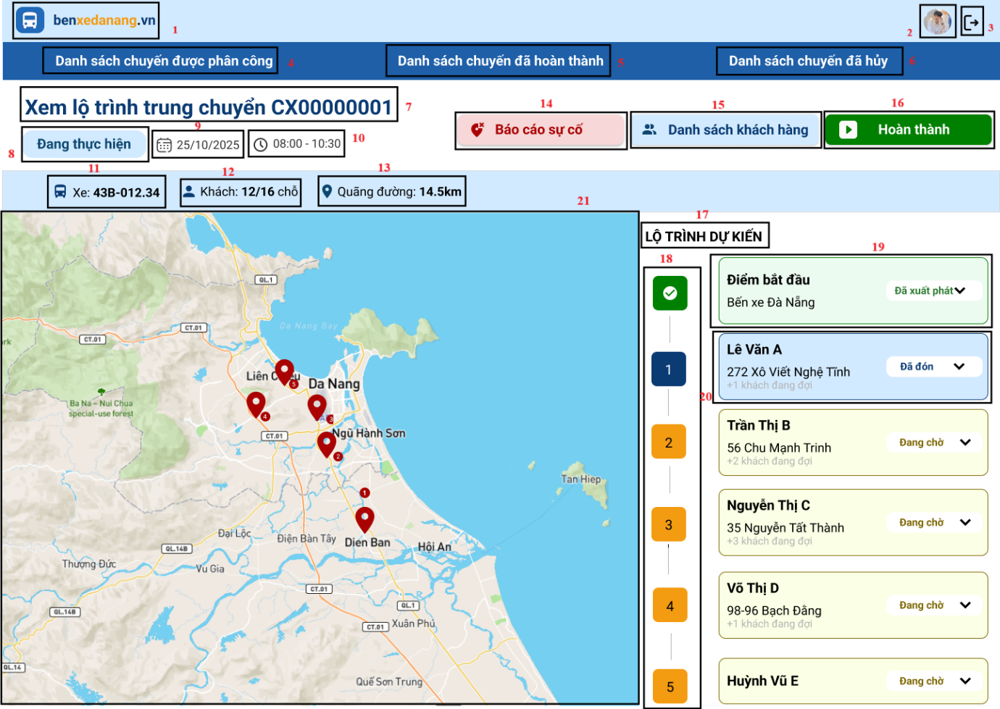 benxedanang.vn
1
2
3
Danh sách chuyến được phân công
4
Danh sách chuyến đã hoàn thành
5
Danh sách chuyến đã hủy
6
Xem lộ trình trung chuyển CX00000001
7
14
15
16
Báo cáo sự cố
Danh sách khách hàng
Hoàn thành
8
Đang thực hiện
9
25/10/2025
08:00 - 10:30
10
11
12
13
Xe: 43B-012.34
Khách: 12/16 chỗ
Quãng đường: 14.5km
21
17
LỘ TRÌNH DỰ KIẾN
18
19
QL.1
CT.01
CT.01
Da Nang Bay
Liên C
5
Da Nang
Ba Na – Nui Chua
special-use forest
4
3
CT.01
Ngũ Hành Sơn
2
1
Tan Hiep
Đại Lộc
Điện Bàn Tây
Dien Ban
Hội An
QL.14B
Thượng Đức
Vu Gia
CT.01
QL.14B
QL.1
CT.01
Xuân Phú
QL.14
Quế Sơn Trung
Điểm bắt đầu
Bến xe Đà Nẵng
Đã xuất phát
20
1
Lê Văn A
272 Xô Viết Nghệ Tĩnh
+1 khách đang đợi
Đã đón
2
Trần Thị B
56 Chu Mạnh Trinh
+2 khách đang đợi
Đang chờ
3
Nguyễn Thị C
35 Nguyễn Tất Thành
+3 khách đang đợi
Đang chờ
4
Võ Thị D
98-96 Bạch Đằng
+1 khách đang đợi
Đang chờ
5
Huỳnh Vũ E
Đang chờ